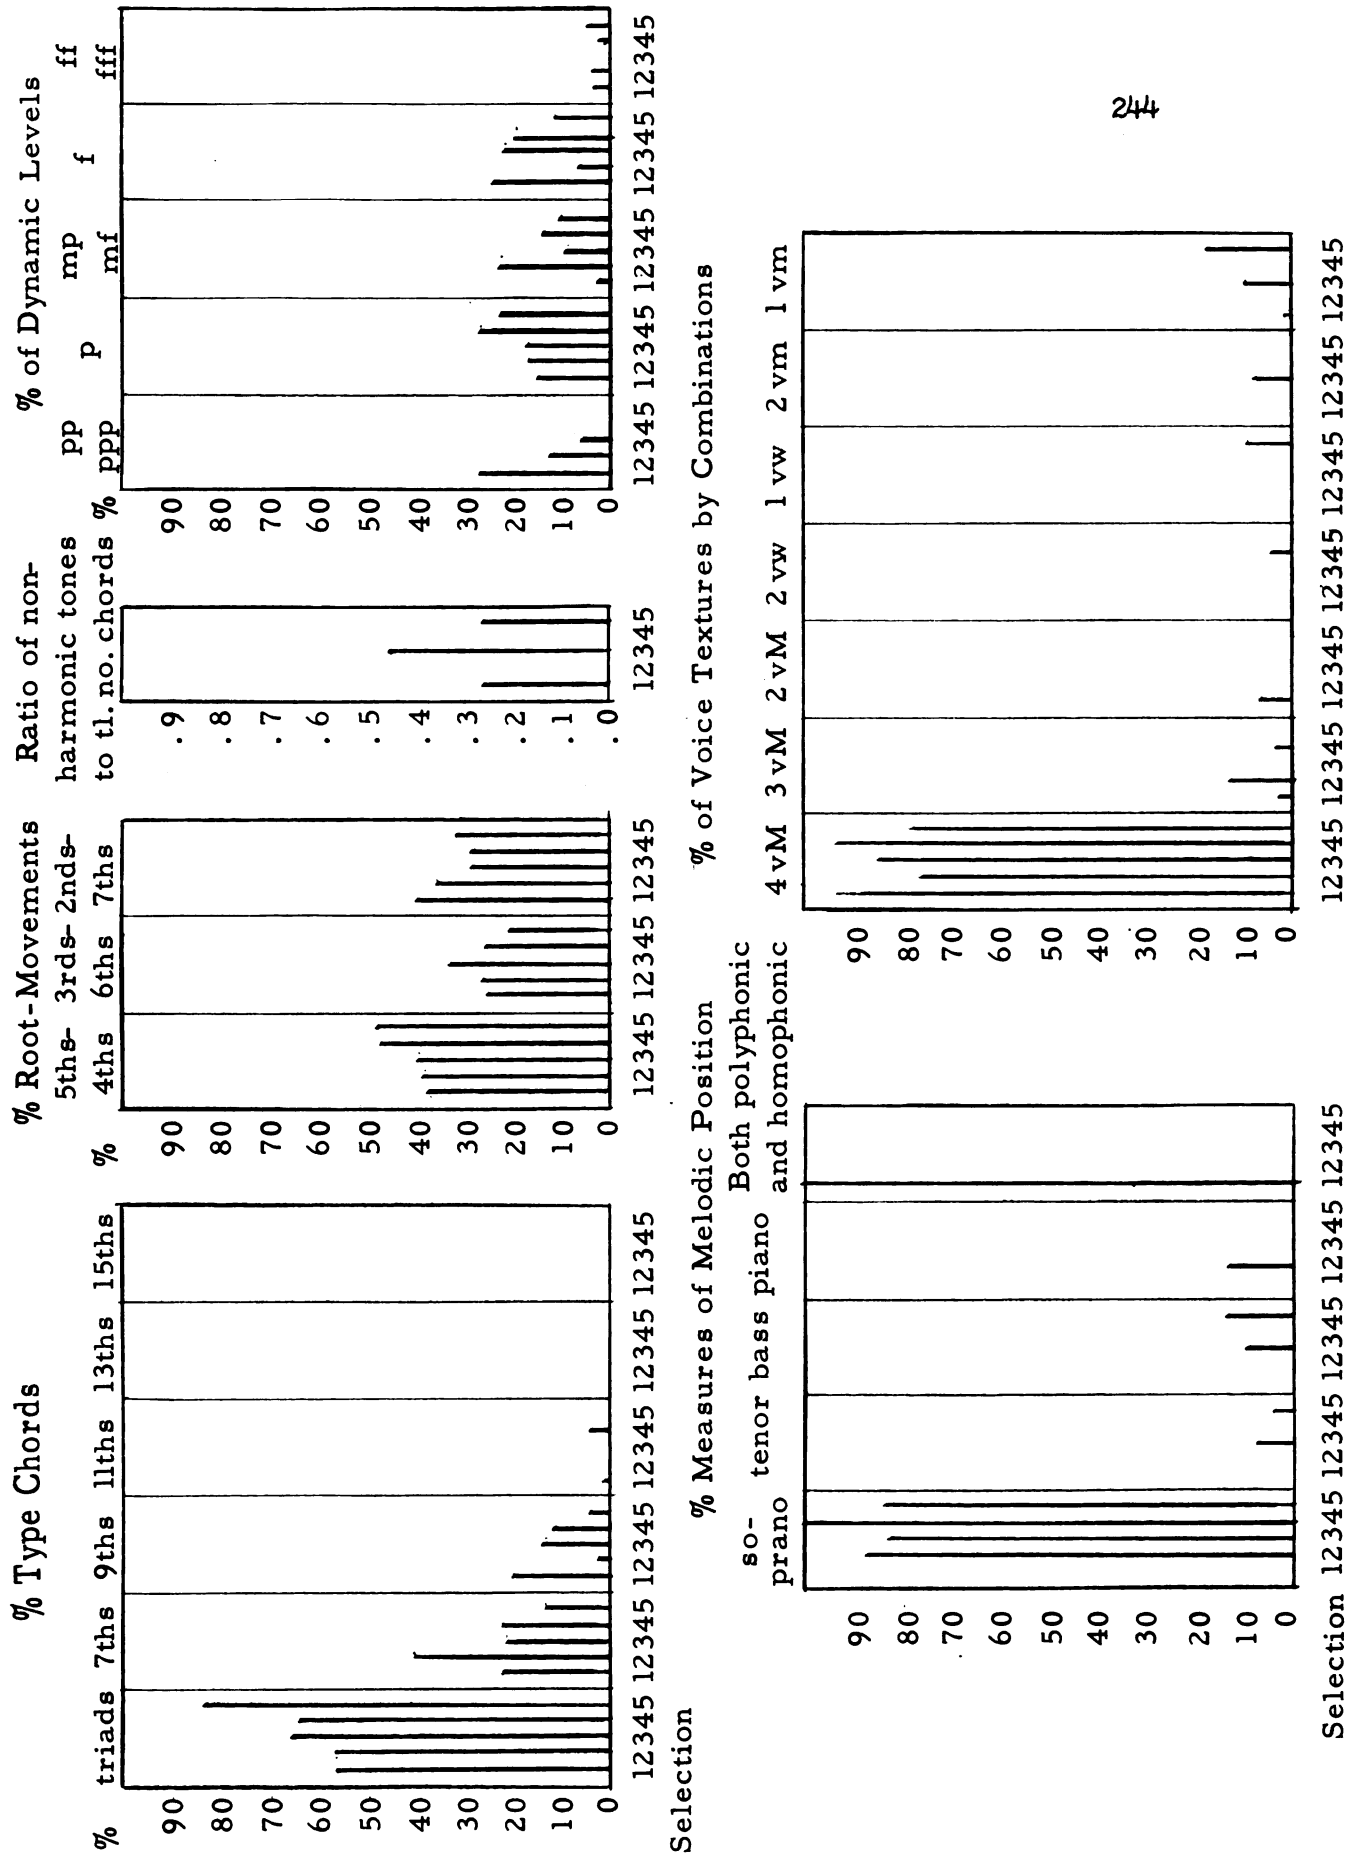 244
% Type Chords
% Root-Movements
Ratio of non-
% of Dynamic Levels
5ths- 3rds- 2nds-
harmonic tones
pp p mp f ff
% triads 7ths 9ths 11ths 13ths 15ths
% 4ths 6ths 7ths
to tl. no. chords
% ppp mf fff
90 90 .9 90
80 80 .8 80
70 70 .7 70
60 60 .6 60
50 50 .5 50
40 40 .4 40
30 30 .3 30
20 20 .2 20
10 10 .1 10
0 0 .0 0
12345 12345 12345 12345 12345 12345 12345 12345 12345 12345 12345 12345 12345 12345 12345
Selection
% Measures of Melodic Position
% of Voice Textures by Combinations
so- Both polyphonic
prano tenor bass piano and homophonic
4 vM 3 vM 2 vM 2 vw 1 vw 2 vm 1 vm
90 90
80 80
70 70
60 60
50 50
40 40
30 30
20 20
10 10
0 0
Selection 12345 12345 12345 12345 12345 12345 12345 12345 12345 12345 12345 12345